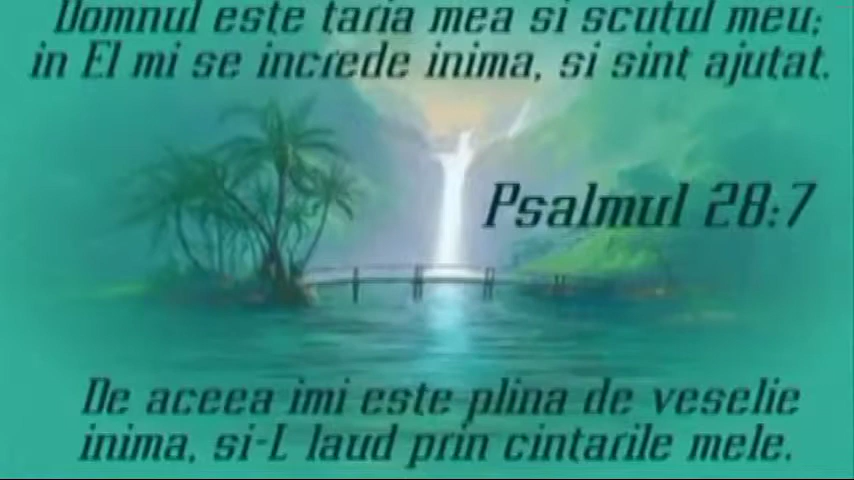 Domnul este taria mea si scutul meu;
in El mi se increde inima, si sint ajutat.
Psalmul 28:7
De aceea imi este plina de veselie
inima, si-L laud prin cintarile mele.